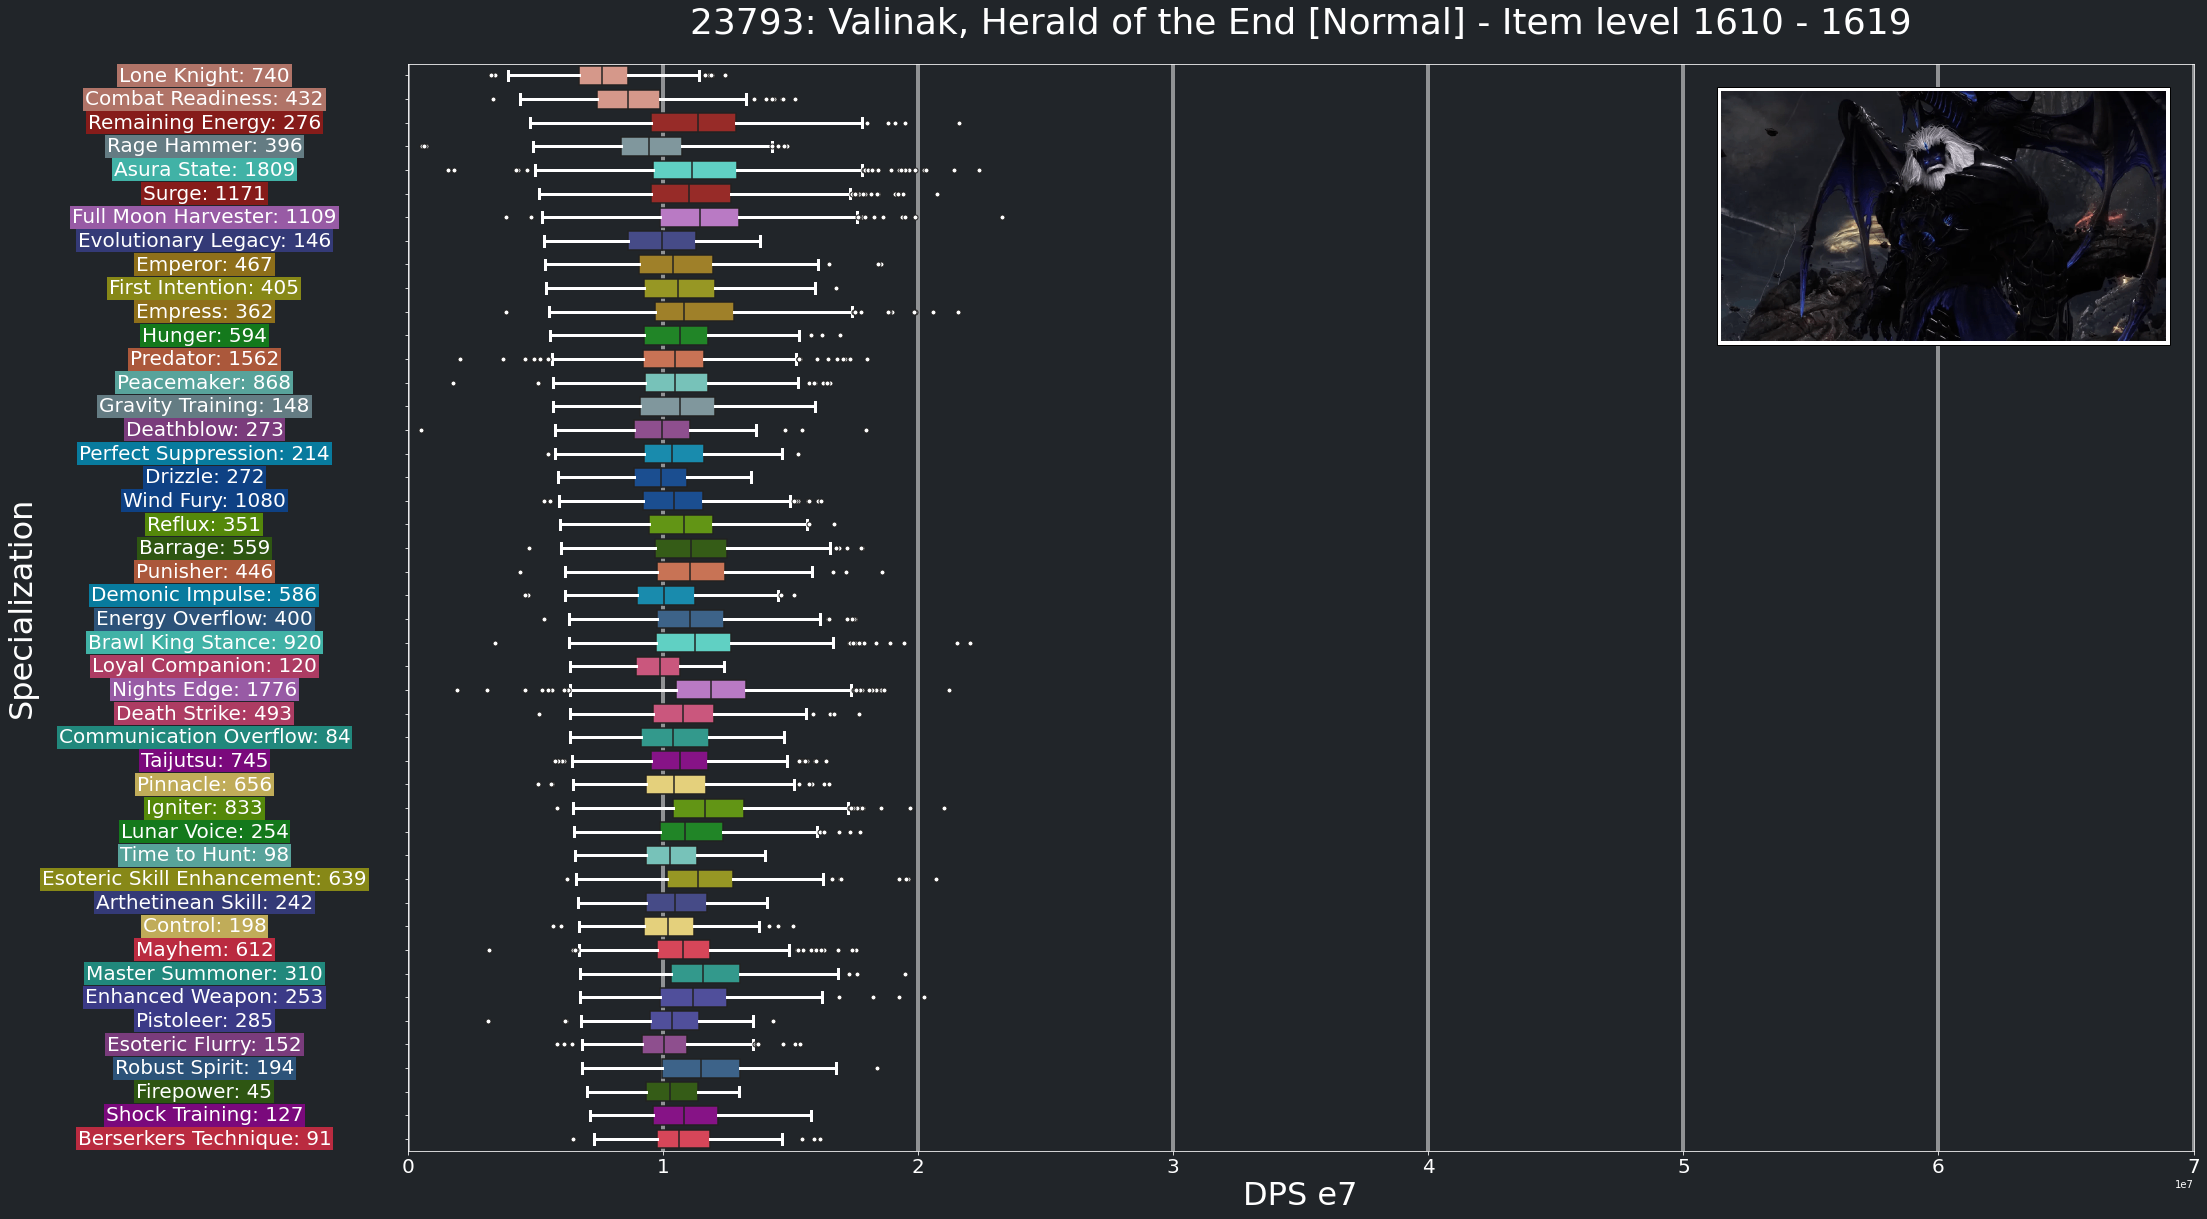 23793: Valinak, Herald of the End [Normal] - Item level 1610 - 1619
Specialization
Lone Knight: 740
Combat Readiness: 432
Remaining Energy: 276
Rage Hammer: 396
Asura State: 1809
Surge: 1171
Full Moon Harvester: 1109
Evolutionary Legacy: 146
Emperor: 467
First Intention: 405
Empress: 362
Hunger: 594
Predator: 1562
Peacemaker: 868
Gravity Training: 148
Deathblow: 273
Perfect Suppression: 214
Drizzle: 272
Wind Fury: 1080
Reflux: 351
Barrage: 559
Punisher: 446
Demonic Impulse: 586
Energy Overflow: 400
Brawl King Stance: 920
Loyal Companion: 120
Nights Edge: 1776
Death Strike: 493
Communication Overflow: 84
Taijutsu: 745
Pinnacle: 656
Igniter: 833
Lunar Voice: 254
Time to Hunt: 98
Esoteric Skill Enhancement: 639
Arthetinean Skill: 242
Control: 198
Mayhem: 612
Master Summoner: 310
Enhanced Weapon: 253
Pistoleer: 285
Esoteric Flurry: 152
Robust Spirit: 194
Firepower: 45
Shock Training: 127
Berserkers Technique: 91
0 1 2 3 4 5 6 7
1e7
DPS e7